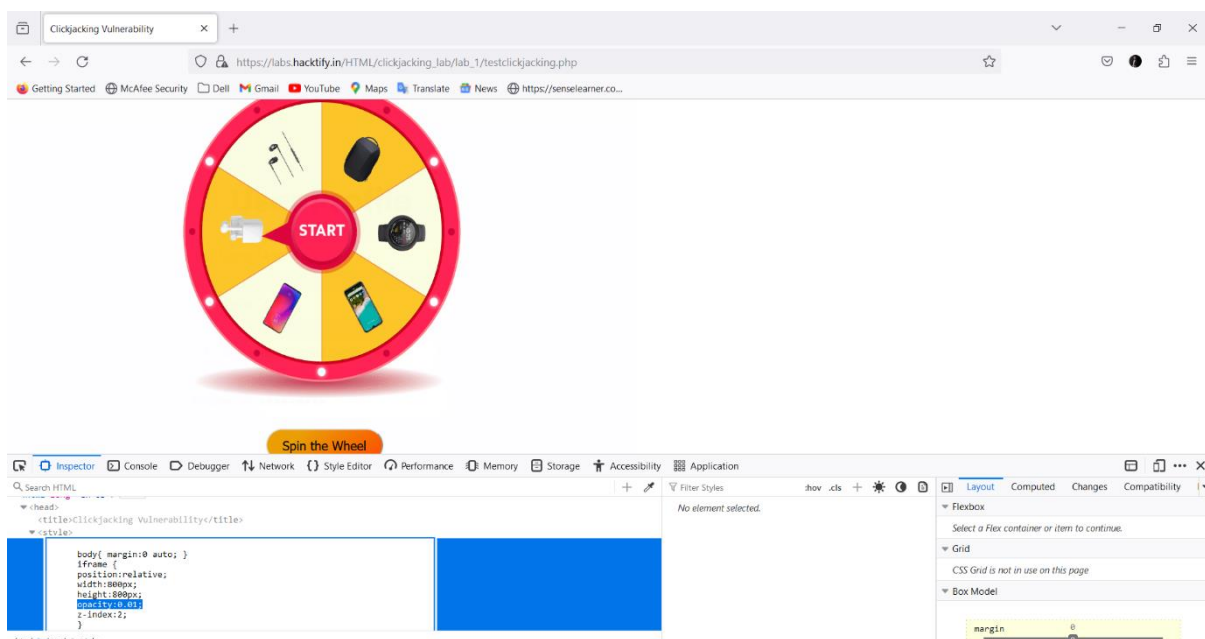 Clickjacking Vulnerability
https://labs.hacktify.in/HTML/clickjacking_lab/lab_1/testclickjacking.php
Getting Started McAfee Security Dell Gmail YouTube Maps Translate News https://senselearner.co...
START
Spin the Wheel
Inspector Console Debugger Network Style Editor Performance Memory Storage Accessibility Application
Search HTML
Filter Styles :hov .cls
Layout Computed Changes Compatibility
<head>
No element selected.
Flexbox
<title>Clickjacking Vulnerability</title>
Select a Flex container or item to continue.
<style>
Grid
body{ margin:0 auto; }
CSS Grid is not in use on this page
iframe {
position:relative;
Box Model
width:800px;
height:800px;
opacity:0.01;
z-index:2;
}
margin 0